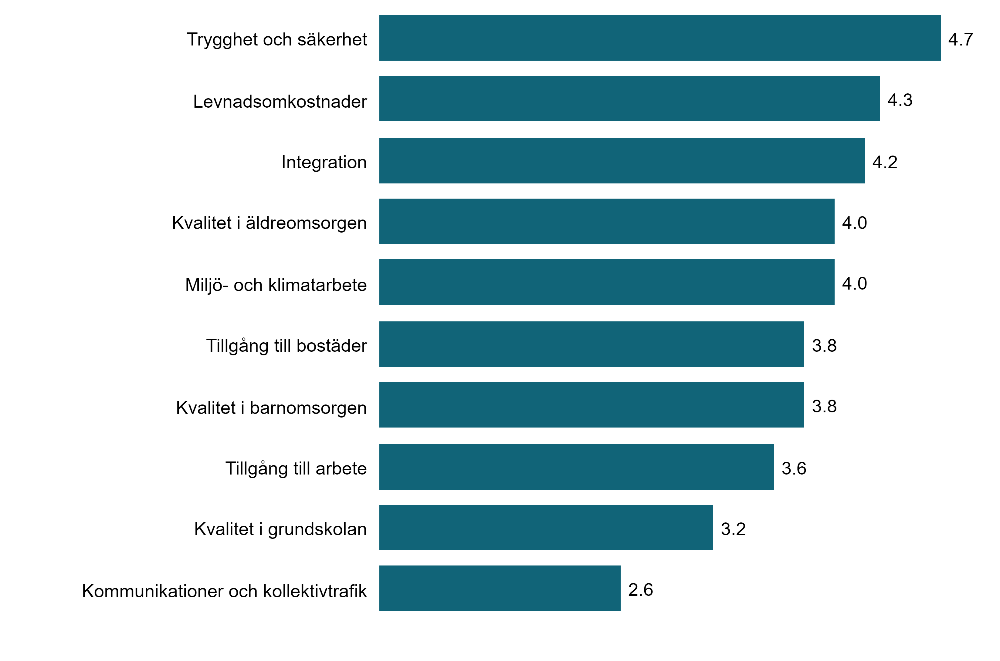 Trygghet och säkerhet 4.7
Levnadsomkostnader 4.3
Integration 4.2
Kvalitet i äldreomsorgen 4.0
Miljö- och klimatarbete 4.0
Tillgång till bostäder 3.8
Kvalitet i barnomsorgen 3.8
Tillgång till arbete 3.6
Kvalitet i grundskolan 3.2
Kommunikationer och kollektivtrafik 2.6